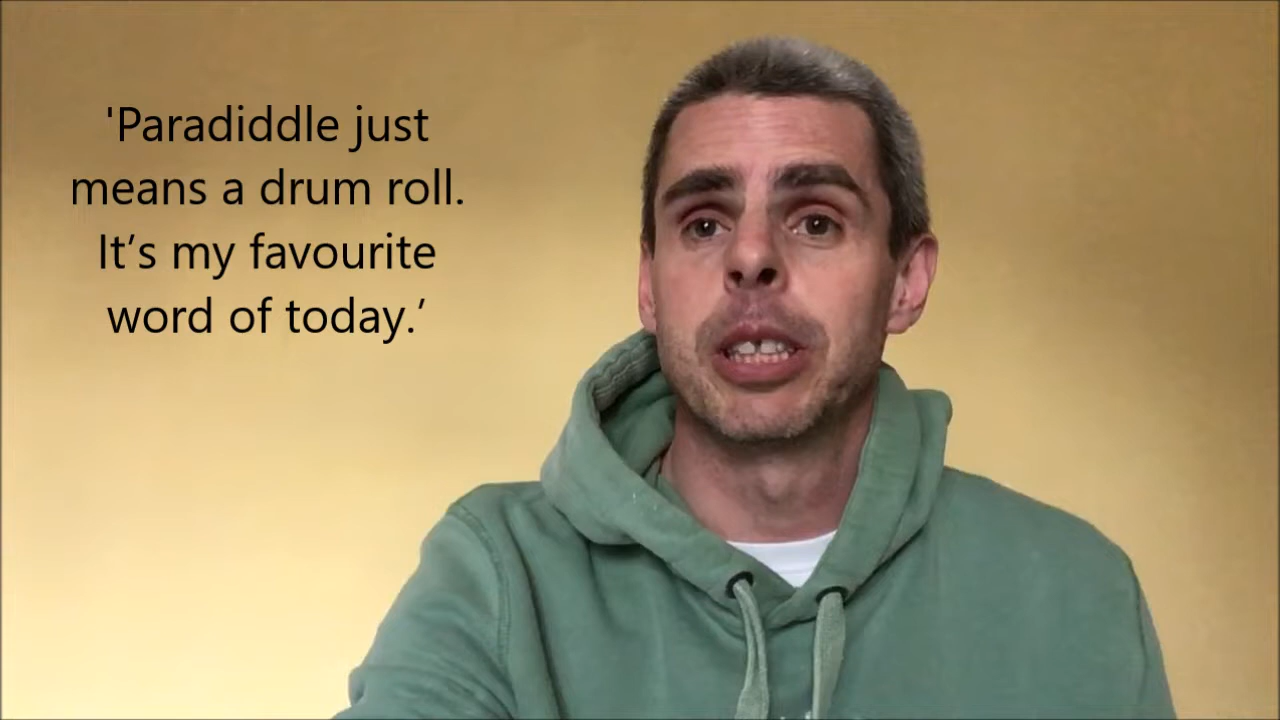 'Paradiddle just
means a drum roll.
It’s my favourite
word of today.’